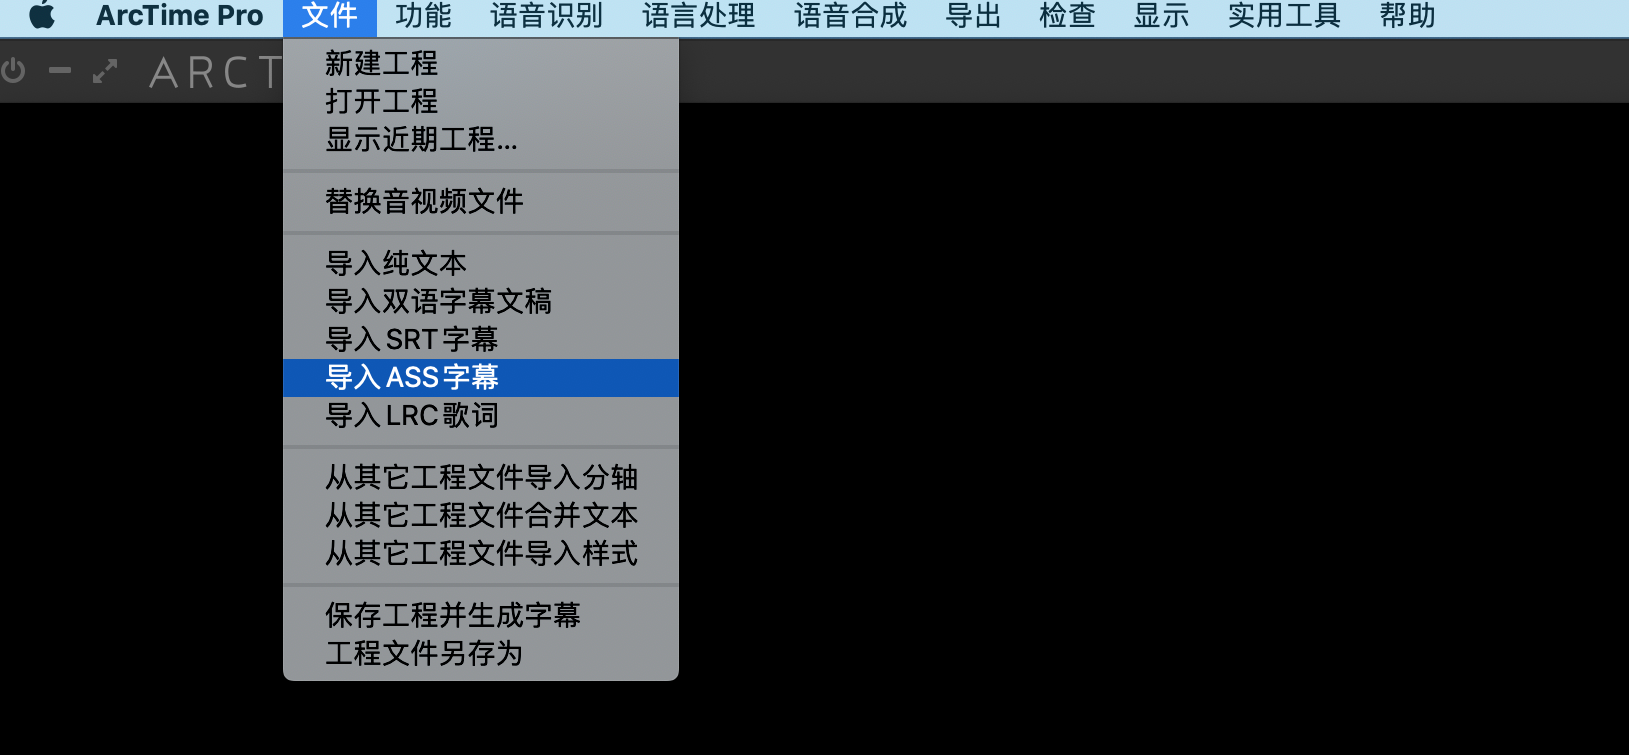 ArcTime Pro 文件 功能 语音识别 语言处理 语音合成 导出 检查 显示 实用工具 帮助
ARCT
新建工程
打开工程
显示近期工程...
替换音视频文件
导入纯文本
导入双语字幕文稿
导入SRT字幕
导入ASS字幕
导入LRC歌词
从其它工程文件导入分轴
从其它工程文件合并文本
从其它工程文件导入样式
保存工程并生成字幕
工程文件另存为